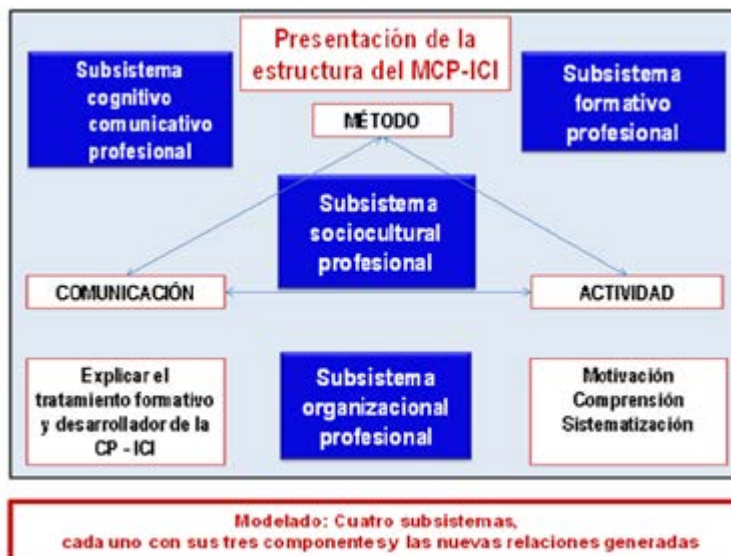 Presentación de la
estructura del MCP-ICI
Subsistema
cognitivo
comunicativo
profesional
Subsistema
formativo
profesional
MÉTODO
Subsistema
sociocultural
profesional
COMUNICACIÓN
ACTIVIDAD
Explicar el
tratamiento formativo
y desarrollador de la
CP - ICI
Subsistema
organizacional
profesional
Motivación
Comprensión
Sistematización
Modelado: Cuatro subsistemas,
cada uno con sus tres componentes y las nuevas relaciones generadas